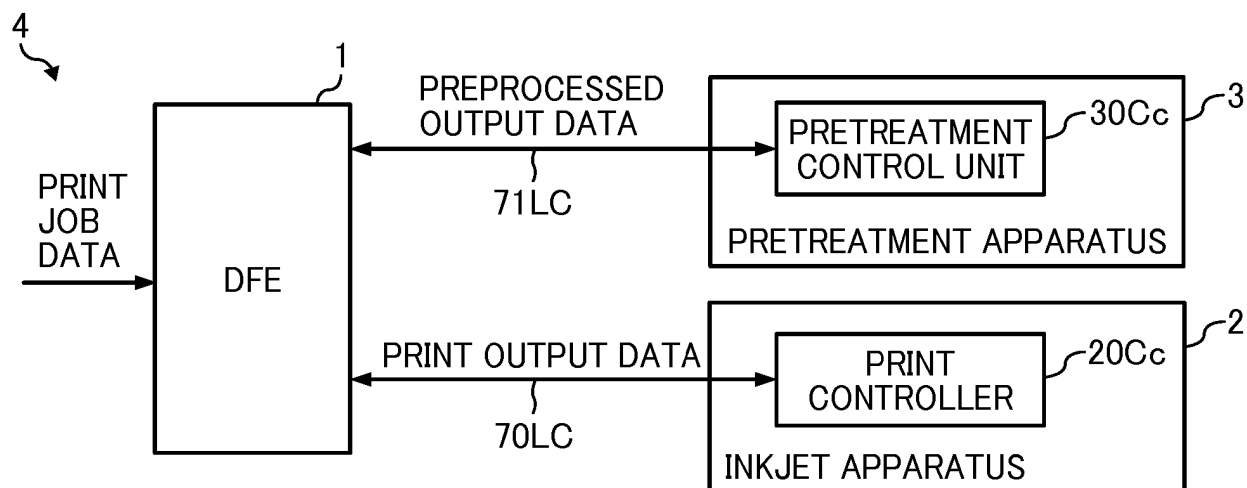 4
1
PREPROCESSED
OUTPUT DATA
71LC
PRETREATMENT
CONTROL UNIT
30Cc
3
PRETREATMENT APPARATUS
PRINT
JOB
DATA
DFE
PRINT OUTPUT DATA
70LC
PRINT
CONTROLLER
20Cc
2
INKJET APPARATUS